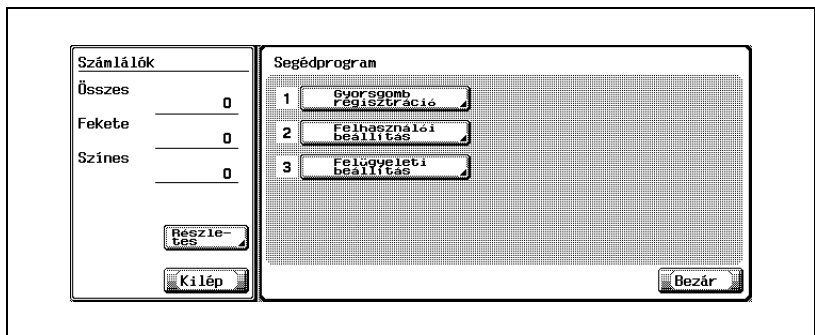 Számlálók
Összes
0
Fekete
0
Színes
0
Részle-
tes
Kilép
Segédprogram
1 Gyorsgomb
regisztráció
2 Felhasználói
beállítás
3 Felügyeleti
beállítás
Bezár